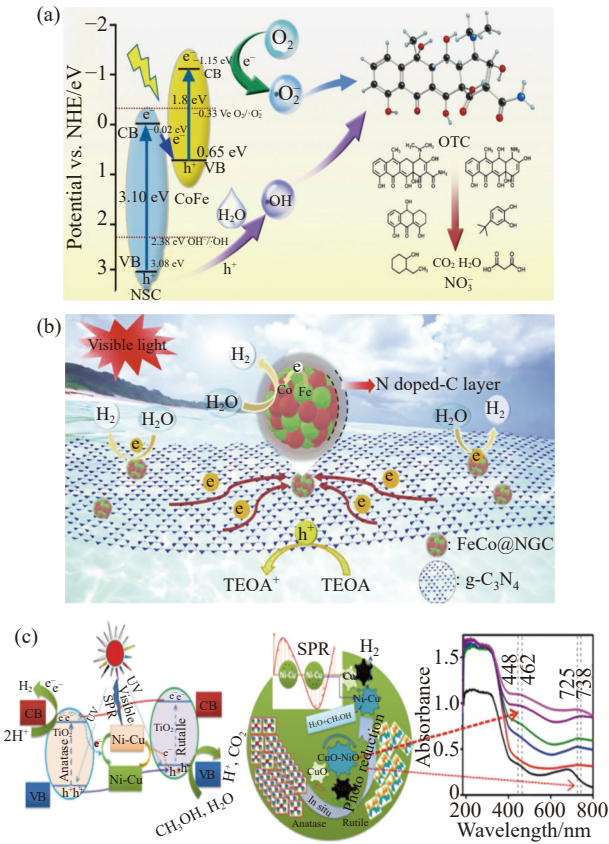 (a)
Potential vs. NHE/eV
−2
−1
0
1
2
3
e⁻ −1.15 eV
CB
1.8 eV
−0.33 Ve O₂/·O₂⁻
e⁻
CB −0.02 eV
e⁻
0.65 eV
h⁺ VB
CoFe
3.10 eV
2.38 eV OH⁻/·OH
VB 3.08 eV
h⁺
NSC
O₂
e⁻
·O₂⁻
H₂O
·OH
h⁺
OTC
CO₂ H₂O
NO₃⁻
(b)
Visible light
H₂
e
Co Fe
H₂O
N doped-C layer
H₂
H₂O
e
H₂O
H₂
e
e
e
e
e
h⁺
TEOA⁺
TEOA
: FeCo@NGC
: g-C₃N₄
(c)
H₂
e⁻e⁻
CB
2H⁺
e⁻e⁻
TiO₂
Anatase
h⁺h⁺
VB
UV
SPR
Visible
UV
Ni-Cu
e⁻
Ni-Cu
e⁻e⁻
TiO₂
Rutalle
h⁺h⁺
CB
VB
H⁺, CO₂
CH₃OH, H₂O
SPR
Ni-Cu
Ni-Cu
Cu
H₂
Ni-Cu
H₂O+CH₃OH
CuO-NiO
CuO
Photo reduction
In situ
Anatase
Rutile
Absorbance
1.5
1.0
0.5
0.0
448
462
725
738
200 400 600 800
Wavelength/nm